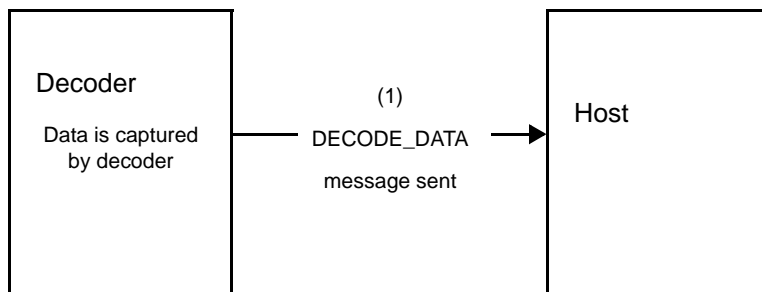 Decoder
Data is captured
by decoder
(1)
DECODE_DATA
message sent
Host